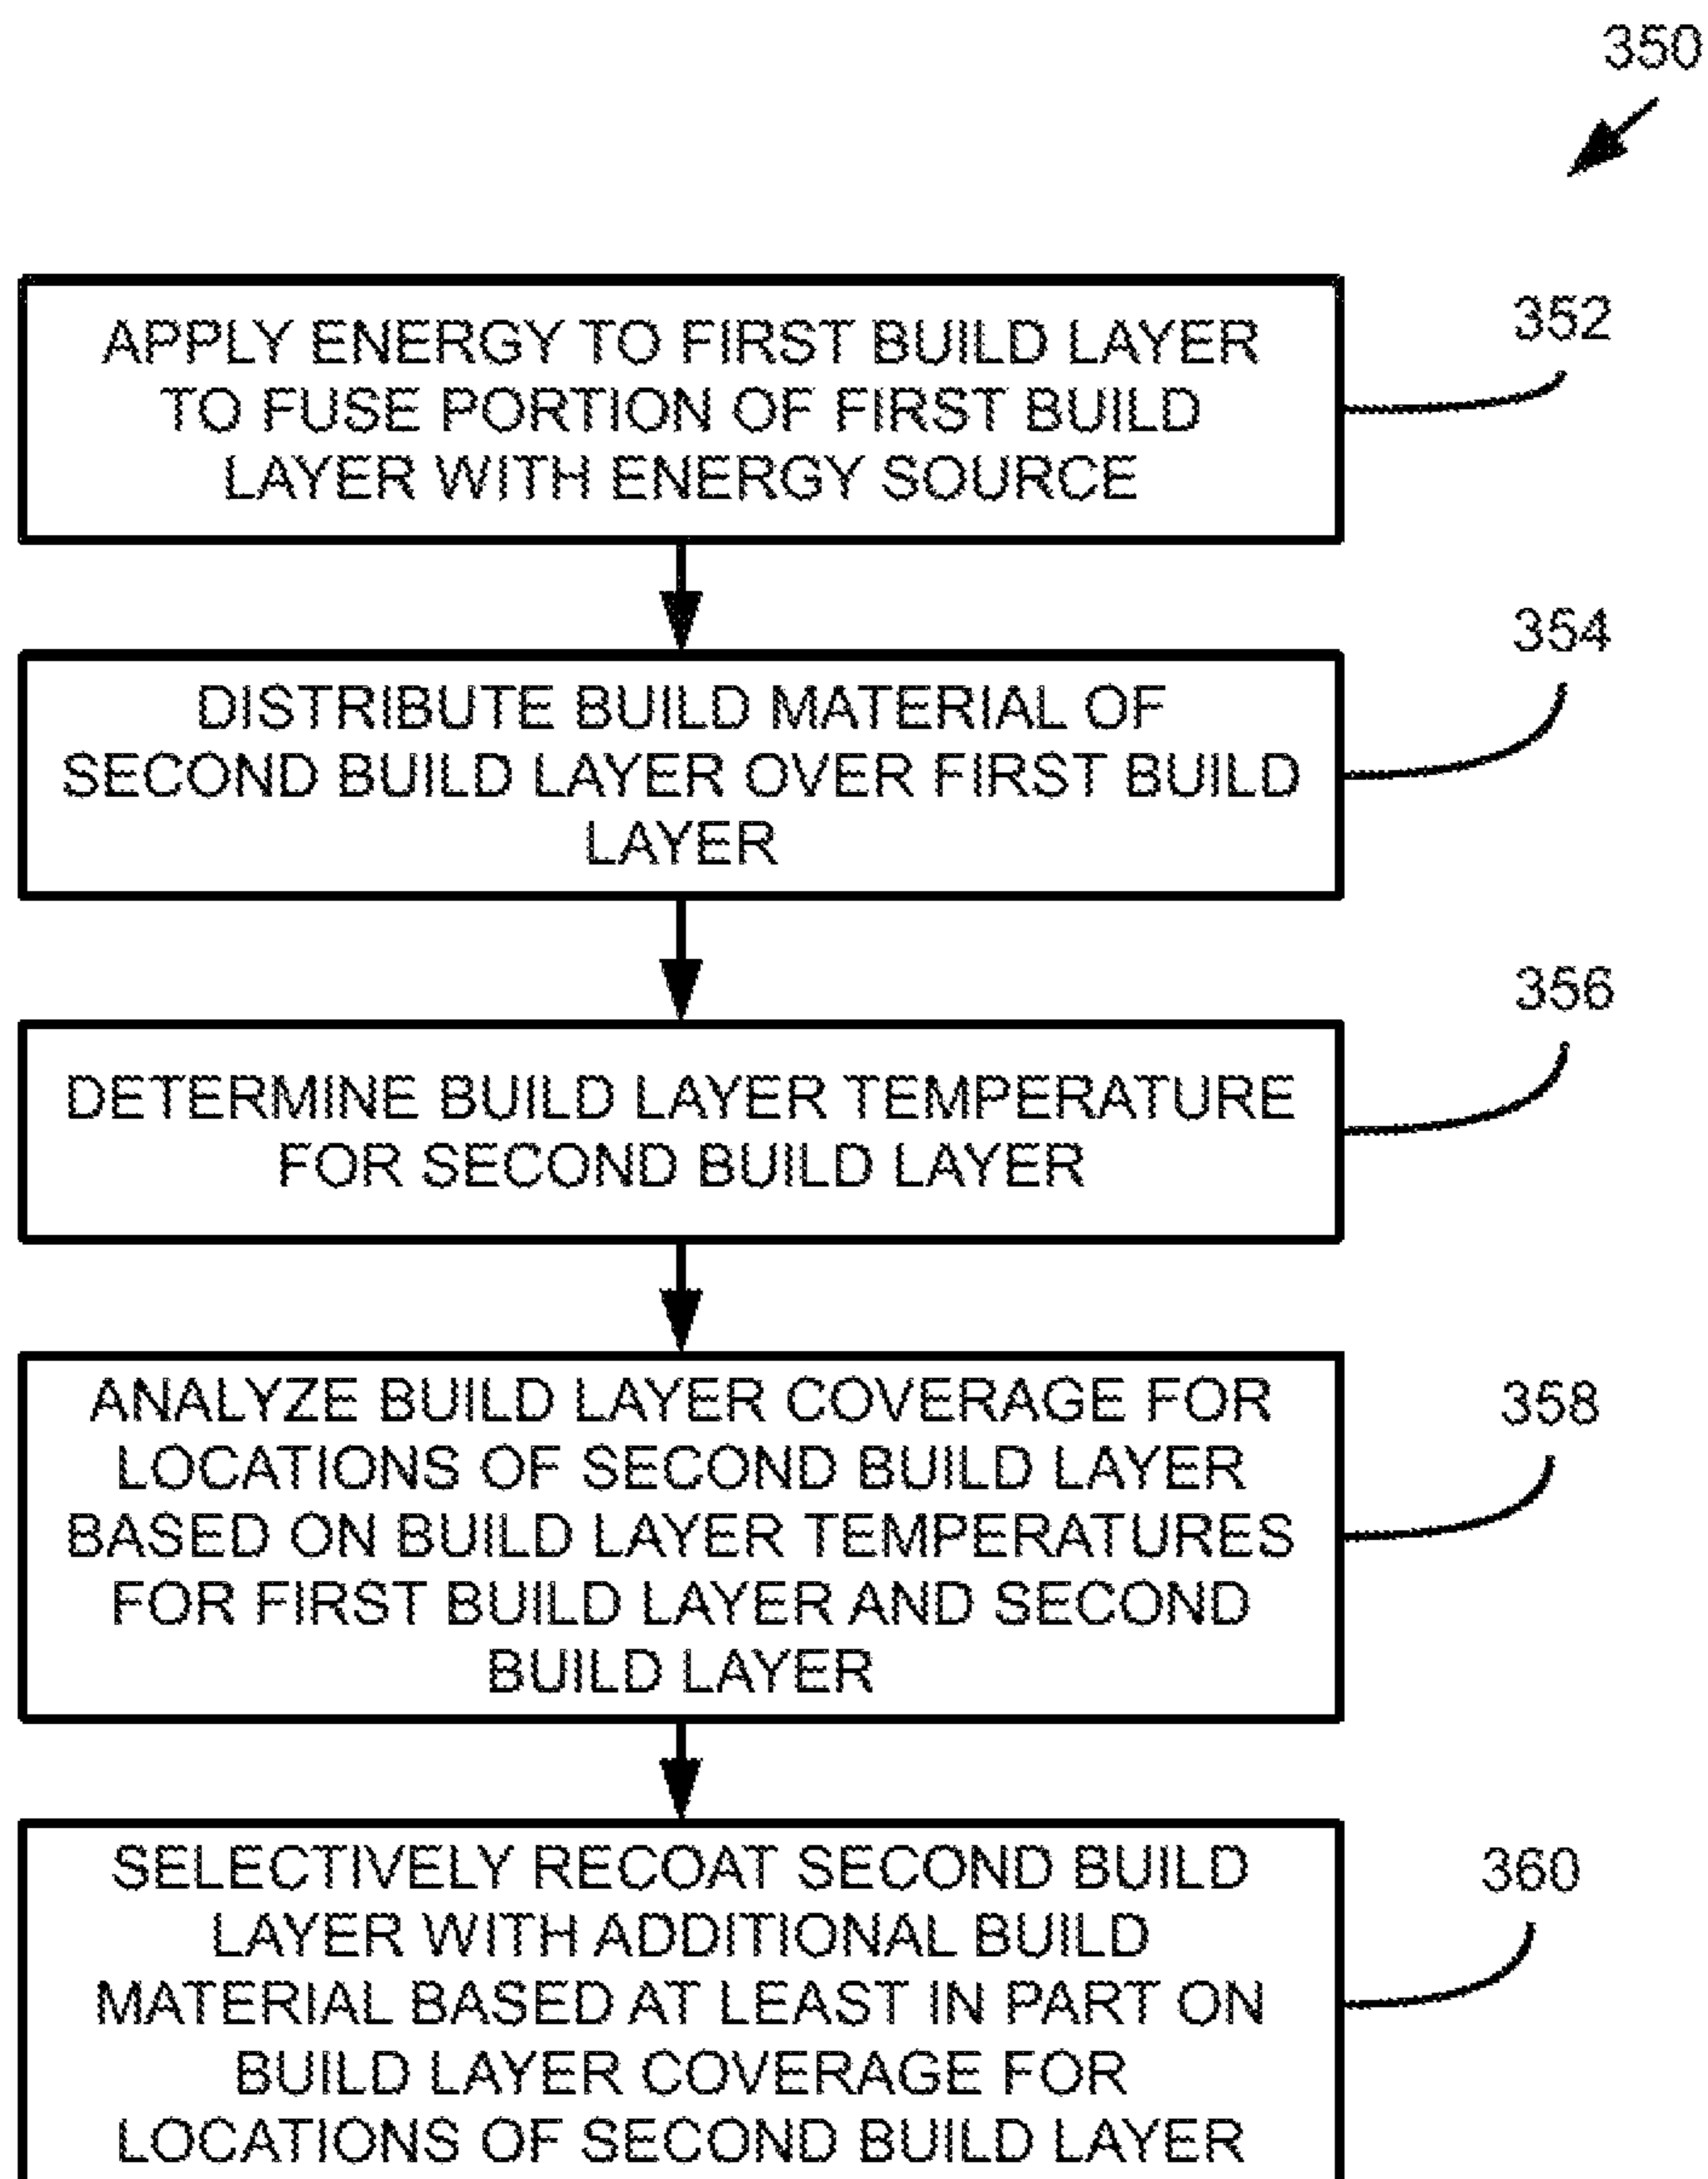 350
APPLY ENERGY TO FIRST BUILD LAYER
TO FUSE PORTION OF FIRST BUILD
LAYER WITH ENERGY SOURCE
352
DISTRIBUTE BUILD MATERIAL OF
SECOND BUILD LAYER OVER FIRST BUILD
LAYER
354
DETERMINE BUILD LAYER TEMPERATURE
FOR SECOND BUILD LAYER
356
ANALYZE BUILD LAYER COVERAGE FOR
LOCATIONS OF SECOND BUILD LAYER
BASED ON BUILD LAYER TEMPERATURES
FOR FIRST BUILD LAYER AND SECOND
BUILD LAYER
358
SELECTIVELY RECOAT SECOND BUILD
LAYER WITH ADDITIONAL BUILD
MATERIAL BASED AT LEAST IN PART ON
BUILD LAYER COVERAGE FOR
LOCATIONS OF SECOND BUILD LAYER
360